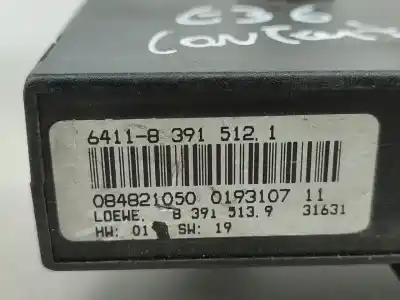 E36
6411-8 391 512.1
084821050 0193107 11
LOEWE. 8 391 513.9 31631
HW: 01 SW: 19